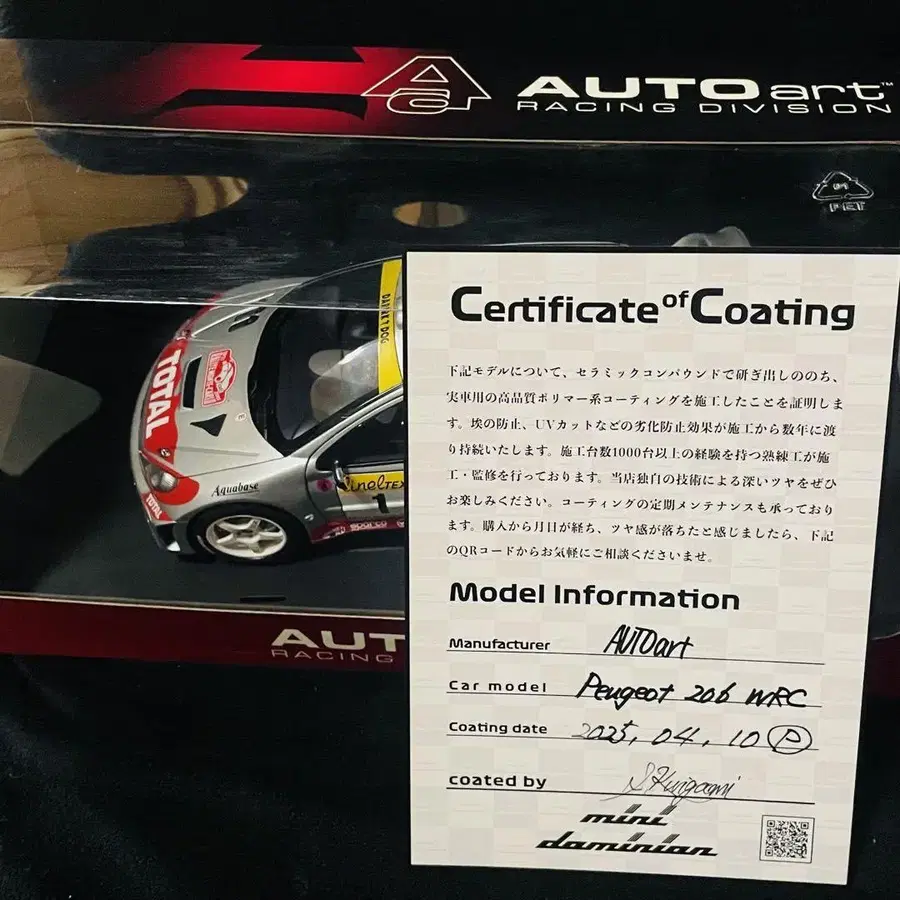 AUTOart™
RACING DIVISION
PET
DAYTEX
TOTAL
Aquabase
TOTAL
1
sparco
AUT
RACING
Certificate of Coating
下記モデルについて、セラミックコンパウンドで研ぎ出しののち、
実車用の高品質ポリマー系コーティングを施工したことを証明しま
す。埃の防止、UVカットなどの劣化防止効果が施工から数年に渡
り持続いたします。施工台数1000台以上の経験を持つ熟練工が施
工・監修を行っております。当店独自の技術による深いツヤをぜひ
お楽しみください。コーティングの定期メンテナンスも承っており
ます。購入から月日が経ち、ツヤ感が落ちたと感じましたら、下記
のQRコードからお気軽にご相談くださいませ。
Model Information
Manufacturer AUTOart
Car model Peugeot 206 WRC
Coating date 2025, 04, 10 P
coated by
mini
daminian